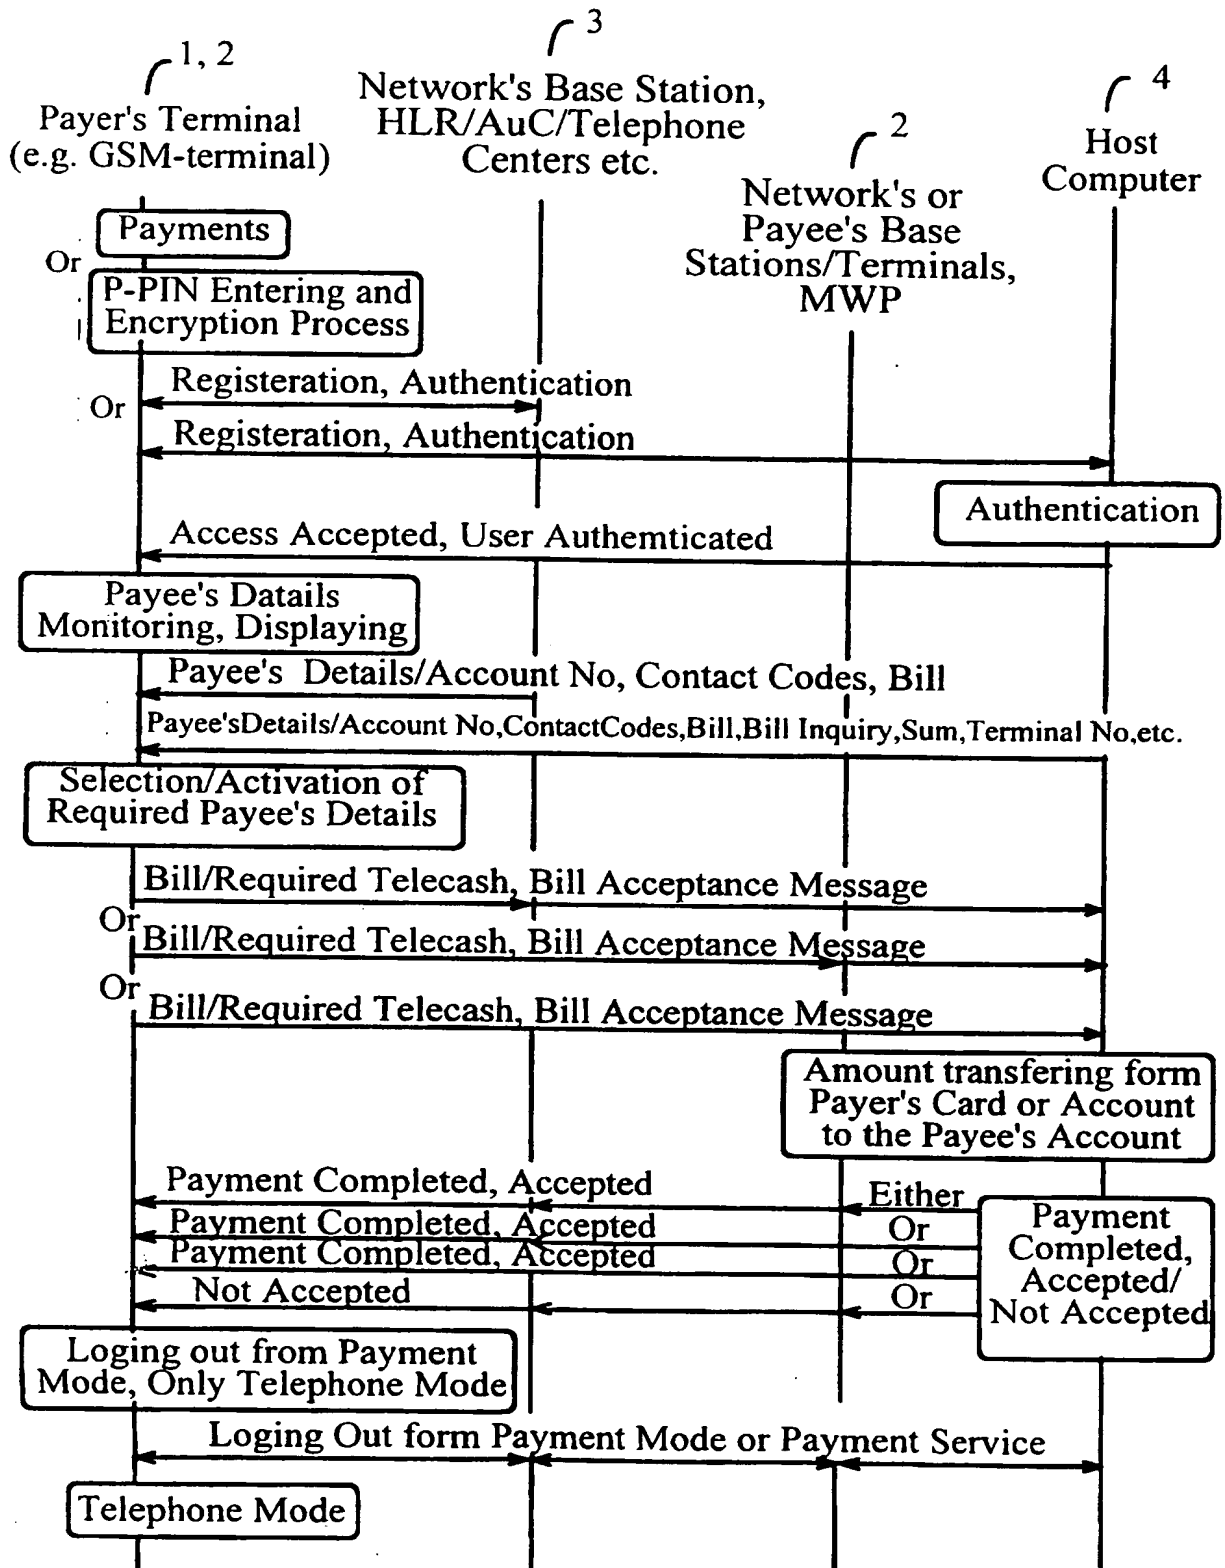 1, 2
3
Payer's Terminal
(e.g. GSM-terminal)
Network's Base Station,
HLR/AuC/Telephone
Centers etc.
2
Network's or
Payee's Base
Stations/Terminals,
MWP
4
Host
Computer
Payments
Or
P-PIN Entering and
Encryption Process
Registeration, Authentication
Or
Registeration, Authentication
Authentication
Access Accepted, User Authemticated
Payee's Datails
Monitoring, Displaying
Payee's Details/Account No, Contact Codes, Bill
Payee'sDetails/Account No,ContactCodes,Bill,Bill Inquiry,Sum,Terminal No,etc.
Selection/Activation of
Required Payee's Details
Bill/Required Telecash, Bill Acceptance Message
Or
Bill/Required Telecash, Bill Acceptance Message
Or
Bill/Required Telecash, Bill Acceptance Message
Amount transfering form
Payer's Card or Account
to the Payee's Account
Payment Completed, Accepted
Either
Payment Completed, Accepted
Or
Payment Completed, Accepted
Or
Not Accepted
Or
Payment
Completed,
Accepted/
Not Accepted
Loging out from Payment
Mode, Only Telephone Mode
Loging Out form Payment Mode or Payment Service
Telephone Mode